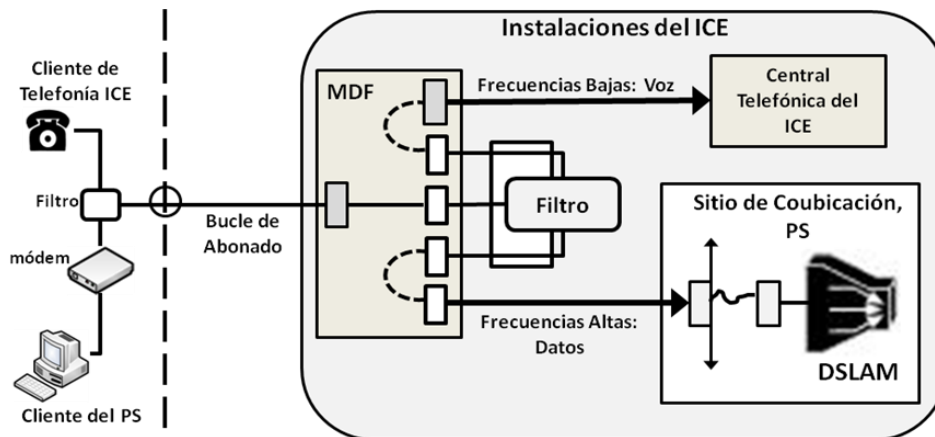 Instalaciones del ICE
Cliente de
Telefonía ICE
Filtro
módem
Cliente del PS
Bucle de
Abonado
MDF
Frecuencias Bajas: Voz
Central
Telefónica del
ICE
Filtro
Sitio de Coubicación,
PS
Frecuencias Altas:
Datos
DSLAM